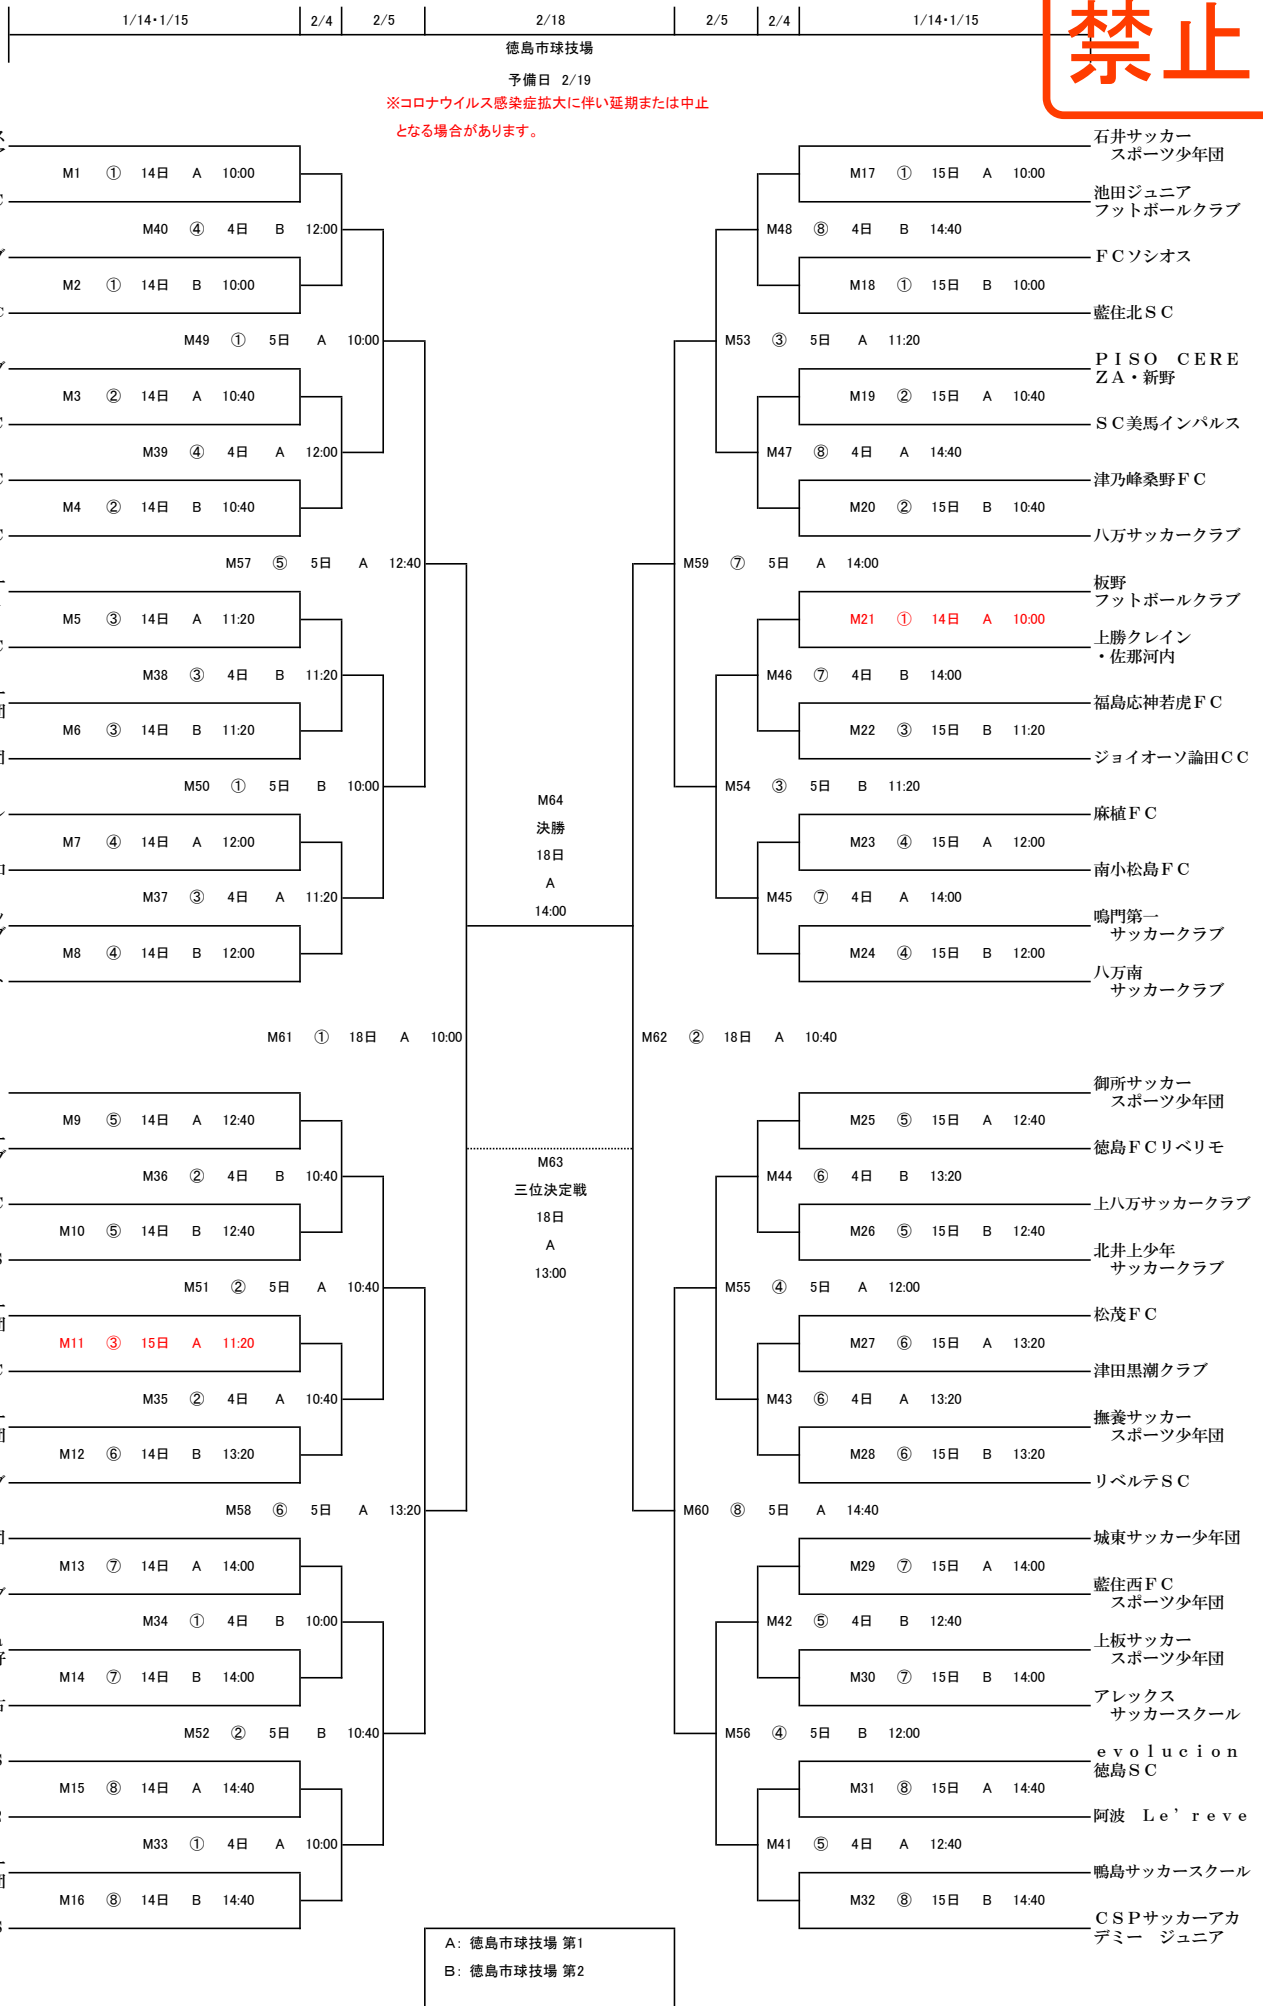 1/14・1/15 2/4 2/5 2/18 2/5 2/4 1/14・1/15
禁止
徳島市球技場
予備日 2/19
※コロナウイルス感染症拡大に伴い延期または中止
となる場合があります。
石井サッカー
スポーツ少年団
M1 ① 14日 A 10:00
M17 ① 15日 A 10:00
池田ジュニア
フットボールクラブ
M40 ④ 4日 B 12:00
M48 ⑧ 4日 B 14:40
FCソシオス
M2 ① 14日 B 10:00
M18 ① 15日 B 10:00
藍住北SC
M49 ① 5日 A 10:00
M53 ③ 5日 A 11:20
PISO CERE
ZA・新野
M3 ② 14日 A 10:40
M19 ② 15日 A 10:40
SC美馬インパルス
M39 ④ 4日 A 12:00
M47 ⑧ 4日 A 14:40
津乃峰桑野FC
M4 ② 14日 B 10:40
M20 ② 15日 B 10:40
八万サッカークラブ
M57 ⑤ 5日 A 12:40
M59 ⑦ 5日 A 14:00
板野
フットボールクラブ
M5 ③ 14日 A 11:20
M21 ① 14日 A 10:00
上勝クレイン
・佐那河内
M38 ③ 4日 B 11:20
M46 ⑦ 4日 B 14:00
福島応神若虎FC
M6 ③ 14日 B 11:20
M22 ③ 15日 B 11:20
ジョイオーソ論田CC
M50 ① 5日 B 10:00
M54 ③ 5日 B 11:20
M64
決勝
18日
A
14:00
麻植FC
M7 ④ 14日 A 12:00
M23 ④ 15日 A 12:00
南小松島FC
M37 ③ 4日 A 11:20
M45 ⑦ 4日 A 14:00
鳴門第一
サッカークラブ
M8 ④ 14日 B 12:00
M24 ④ 15日 B 12:00
八万南
サッカークラブ
M61 ① 18日 A 10:00
M62 ② 18日 A 10:40
御所サッカー
スポーツ少年団
M9 ⑤ 14日 A 12:40
M25 ⑤ 15日 A 12:40
徳島FCリベリモ
M36 ② 4日 B 10:40
M63
三位決定戦
18日
A
13:00
M44 ⑥ 4日 B 13:20
上八万サッカークラブ
M10 ⑤ 14日 B 12:40
M26 ⑤ 15日 B 12:40
北井上少年
サッカークラブ
M51 ② 5日 A 10:40
M55 ④ 5日 A 12:00
松茂FC
M11 ③ 15日 A 11:20
M27 ⑥ 15日 A 13:20
津田黒潮クラブ
M35 ② 4日 A 10:40
M43 ⑥ 4日 A 13:20
撫養サッカー
スポーツ少年団
M12 ⑥ 14日 B 13:20
M28 ⑥ 15日 B 13:20
リベルテSC
M58 ⑥ 5日 A 13:20
M60 ⑧ 5日 A 14:40
城東サッカー少年団
M13 ⑦ 14日 A 14:00
M29 ⑦ 15日 A 14:00
藍住西FC
スポーツ少年団
M34 ① 4日 B 10:00
M42 ⑤ 4日 B 12:40
上板サッカー
スポーツ少年団
M14 ⑦ 14日 B 14:00
M30 ⑦ 15日 B 14:00
アレックス
サッカースクール
M52 ② 5日 B 10:40
M56 ④ 5日 B 12:00
evolucion
徳島SC
M15 ⑧ 14日 A 14:40
M31 ⑧ 15日 A 14:40
阿波 Le’reve
M33 ① 4日 A 10:00
M41 ⑤ 4日 A 12:40
鴨島サッカースクール
M16 ⑧ 14日 B 14:40
M32 ⑧ 15日 B 14:40
CSPサッカーアカ
デミー ジュニア
A: 徳島市球技場 第1
B: 徳島市球技場 第2